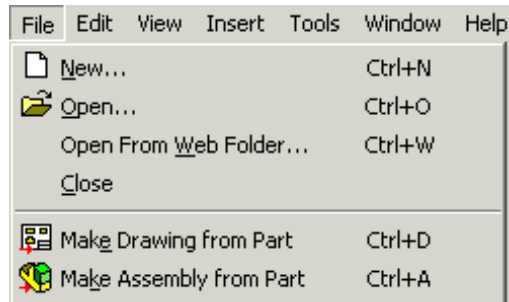 File Edit View Insert Tools Window Help
New... Ctrl+N
Open... Ctrl+O
Open From Web Folder... Ctrl+W
Close
Make Drawing from Part Ctrl+D
Make Assembly from Part Ctrl+A